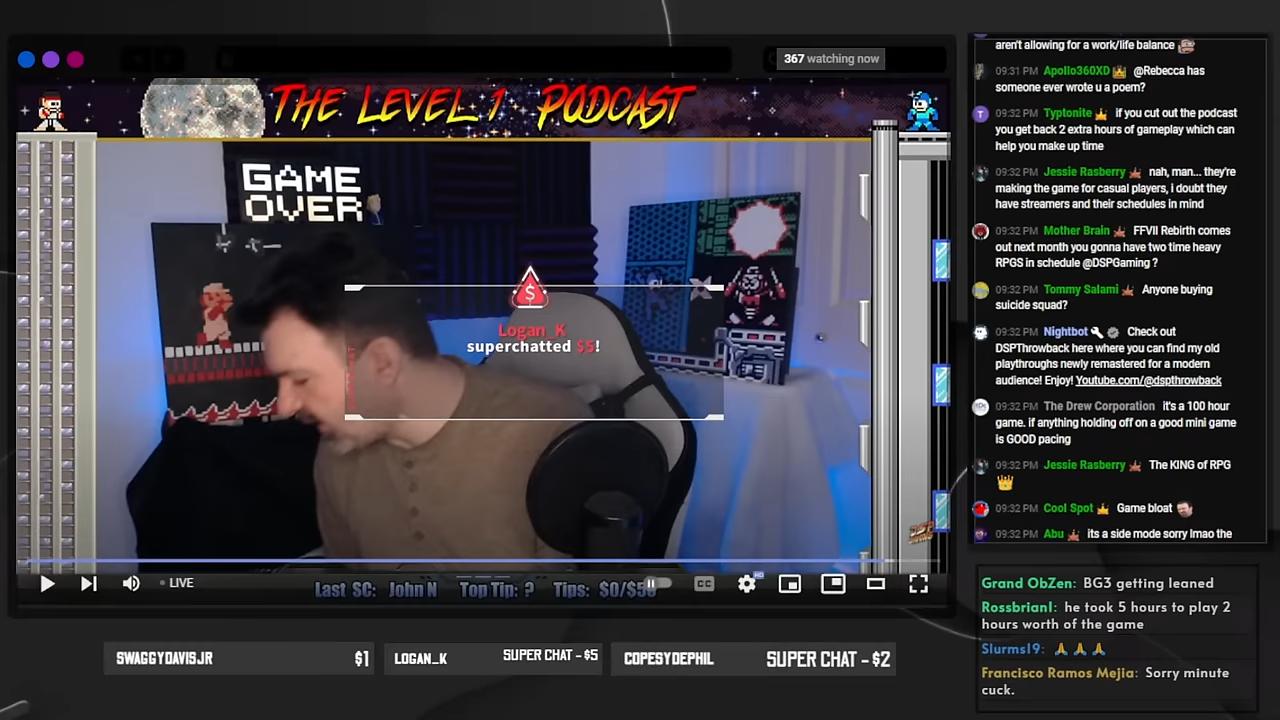 367 watching now
THE LEVEL 1 PODCAST
GAME
OVER
$
Logan_K
superchatted $5!
LIVE
CC
HD
Last SC: John N Top Tip: ? Tips: $0/$50
SWAGGYDAVISJR $1
LOGAN_K SUPER CHAT - $5
COPESYDEPHIL SUPER CHAT - $2
aren't allowing for a work/life balance
09:31 PM Apollo360XD @Rebecca has
someone ever wrote u a poem?
T 09:32 PM Typtonite if you cut out the podcast
you get back 2 extra hours of gameplay which can
help you make up time
09:32 PM Jessie Rasberry nah, man... they're
making the game for casual players, i doubt they
have streamers and their schedules in mind
09:32 PM Mother Brain FFVII Rebirth comes
out next month you gonna have two time heavy
RPGS in schedule @DSPGaming ?
09:32 PM Tommy Salami Anyone buying
suicide squad?
09:32 PM Nightbot Check out
DSPThrowback here where you can find my old
playthroughs newly remastered for a modern
audience! Enjoy! Youtube.com/@dspthrowback
09:32 PM The Drew Corporation it's a 100 hour
game. if anything holding off on a good mini game
is GOOD pacing
09:32 PM Jessie Rasberry The KING of RPG
👑
09:32 PM Cool Spot Game bloat
09:32 PM Abu its a side mode sorry lmao the
Grand ObZen: BG3 getting leaned
Rossbrian1: he took 5 hours to play 2
hours worth of the game
Slurms19: 🙏 🙏 🙏
Francisco Ramos Mejia: Sorry minute
cuck.